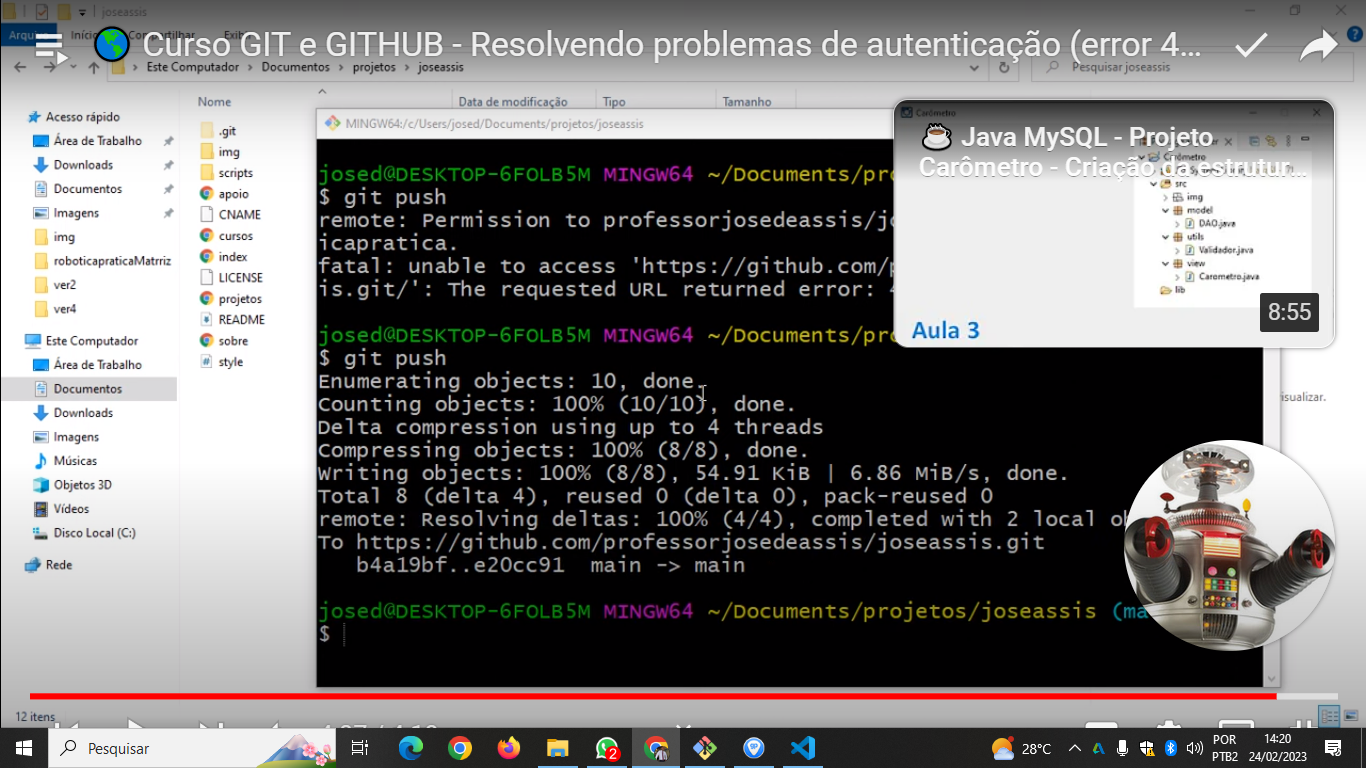 joseassis
Arquivo Início Compartilhar Exibir
Curso GIT e GITHUB - Resolvendo problemas de autenticação (error 4...
Este Computador > Documentos > projetos > joseassis
Pesquisar joseassis
Acesso rápido
Área de Trabalho
Downloads
Documentos
Imagens
img
roboticapraticaMatrriz
ver2
ver4
Este Computador
Área de Trabalho
Documentos
Downloads
Imagens
Músicas
Objetos 3D
Vídeos
Disco Local (C:)
Rede
Nome Data de modificação Tipo Tamanho
.git
img
scripts
apoio
CNAME
cursos
index
LICENSE
projetos
README
sobre
style
MINGW64:/c/Users/josed/Documents/projetos/joseassis
josed@DESKTOP-6FOLB5M MINGW64 ~/Documents/pro
$ git push
remote: Permission to professorjosedeassis/jo
icapratica.
fatal: unable to access 'https://github.com/p
is.git/': The requested URL returned error: 4
josed@DESKTOP-6FOLB5M MINGW64 ~/Documents/pro
$ git push
Enumerating objects: 10, done.
Counting objects: 100% (10/10), done.
Delta compression using up to 4 threads
Compressing objects: 100% (8/8), done.
Writing objects: 100% (8/8), 54.91 KiB | 6.86 MiB/s, done.
Total 8 (delta 4), reused 0 (delta 0), pack-reused 0
remote: Resolving deltas: 100% (4/4), completed with 2 local ob
To https://github.com/professorjosedeassis/joseassis.git
b4a19bf..e20cc91 main -> main
josed@DESKTOP-6FOLB5M MINGW64 ~/Documents/projetos/joseassis (ma
$
Carômetro
Java MySQL - Projeto
Carômetro - Criação da estrutur...
Carômetro
src
img
model
DAO.java
utils
Validador.java
view
Carometro.java
lib
8:55
Aula 3
isualizar.
12 itens
Pesquisar
2
28°C
POR
PTB2
14:20
24/02/2023